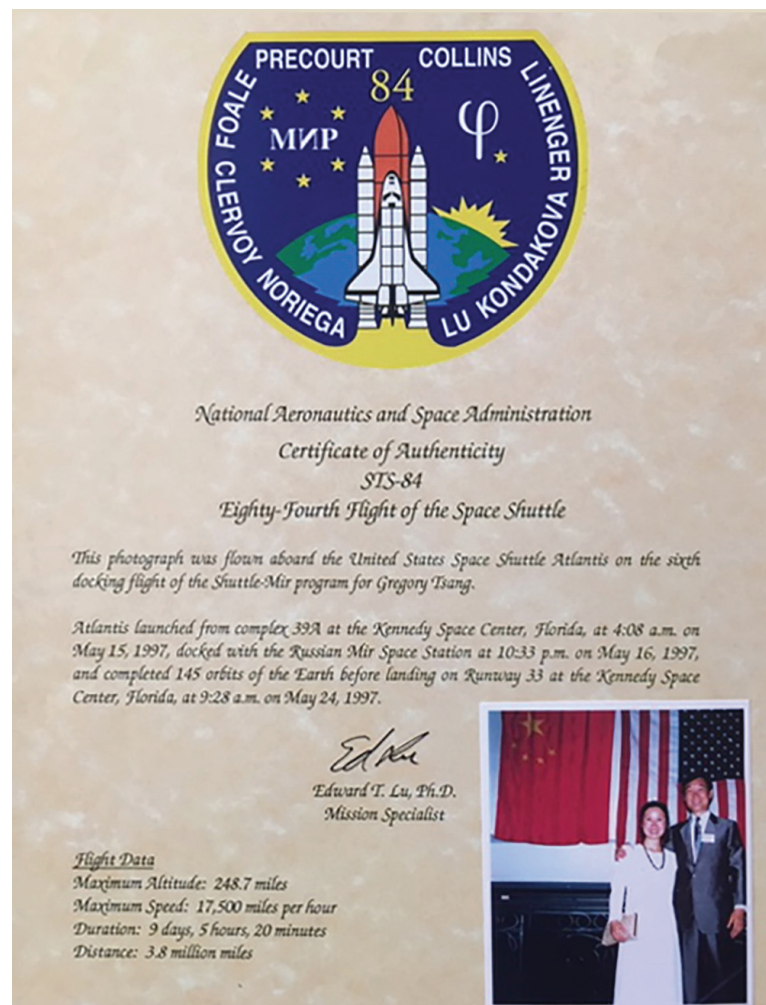 PRECOURT COLLINS
84
FOALE
LINENGER
МИР
φ
CLERVOY
KONDAKOVA
NORIEGA
LU
National Aeronautics and Space Administration
Certificate of Authenticity
STS-84
Eighty-Fourth Flight of the Space Shuttle
This photograph was flown aboard the United States Space Shuttle Atlantis on the sixth
docking flight of the Shuttle-Mir program for Gregory Tsang.
Atlantis launched from complex 39A at the Kennedy Space Center, Florida, at 4:08 a.m. on
May 15, 1997, docked with the Russian Mir Space Station at 10:33 p.m. on May 16, 1997,
and completed 145 orbits of the Earth before landing on Runway 33 at the Kennedy Space
Center, Florida, at 9:28 a.m. on May 24, 1997.
Ed Lu
Edward T. Lu, Ph.D.
Mission Specialist
Flight Data
Maximum Altitude: 248.7 miles
Maximum Speed: 17,500 miles per hour
Duration: 9 days, 5 hours, 20 minutes
Distance: 3.8 million miles